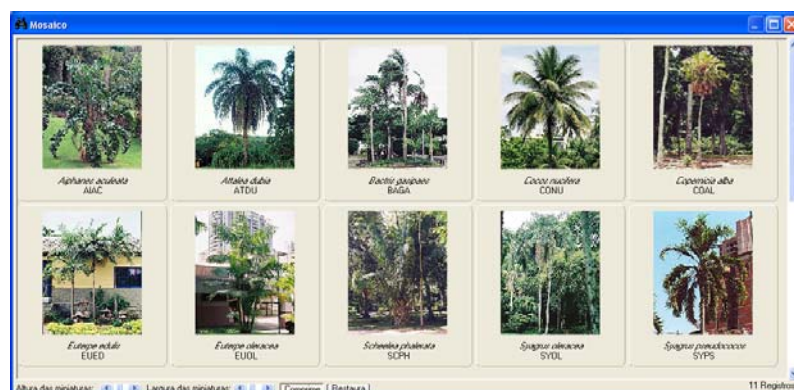 Mosaico
Aiphanes aculeata
AIAC
Attalea dubia
ATDU
Bactris gasipaes
BAGA
Cocos nucifera
CONU
Copernicia alba
COAL
Euterpe edulis
EUED
Euterpe oleracea
EUOL
Scheelea phalerata
SCPH
Syagrus oleracea
SYOL
Syagrus pseudococos
SYPS
Altura das miniaturas: Largura das miniaturas: Comprime Restaura 11 Registros